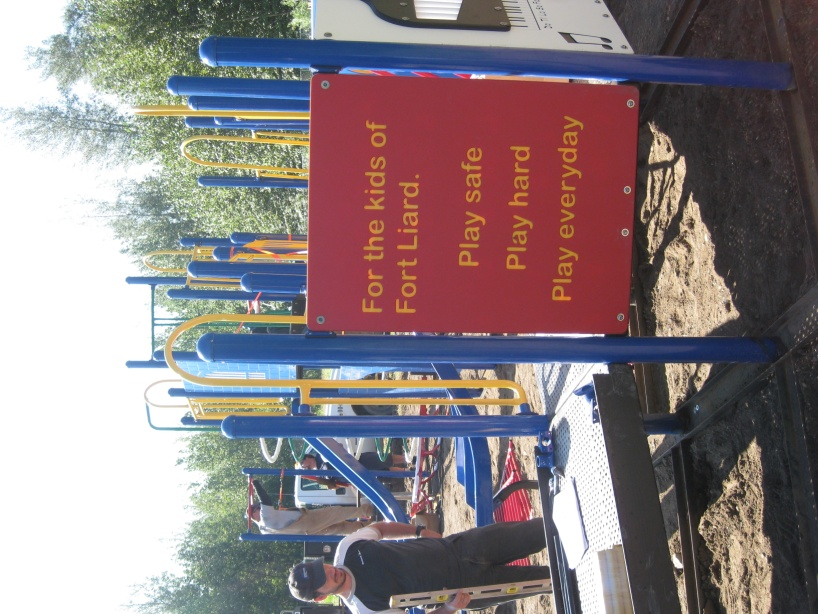 For the kids of
Fort Liard.
Play safe
Play hard
Play everyday